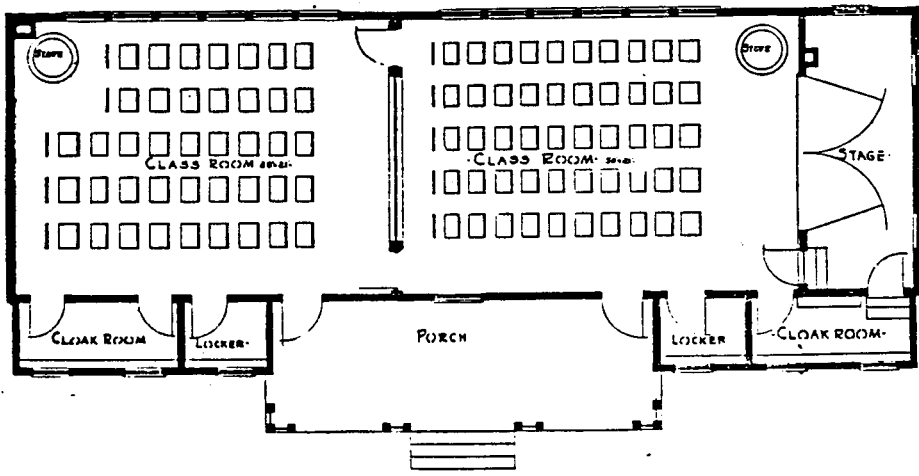 STOVE
STOVE
CLASS ROOM
CLASS ROOM
STAGE
CLOAK ROOM
LOCKER
PORCH
LOCKER
CLOAK ROOM